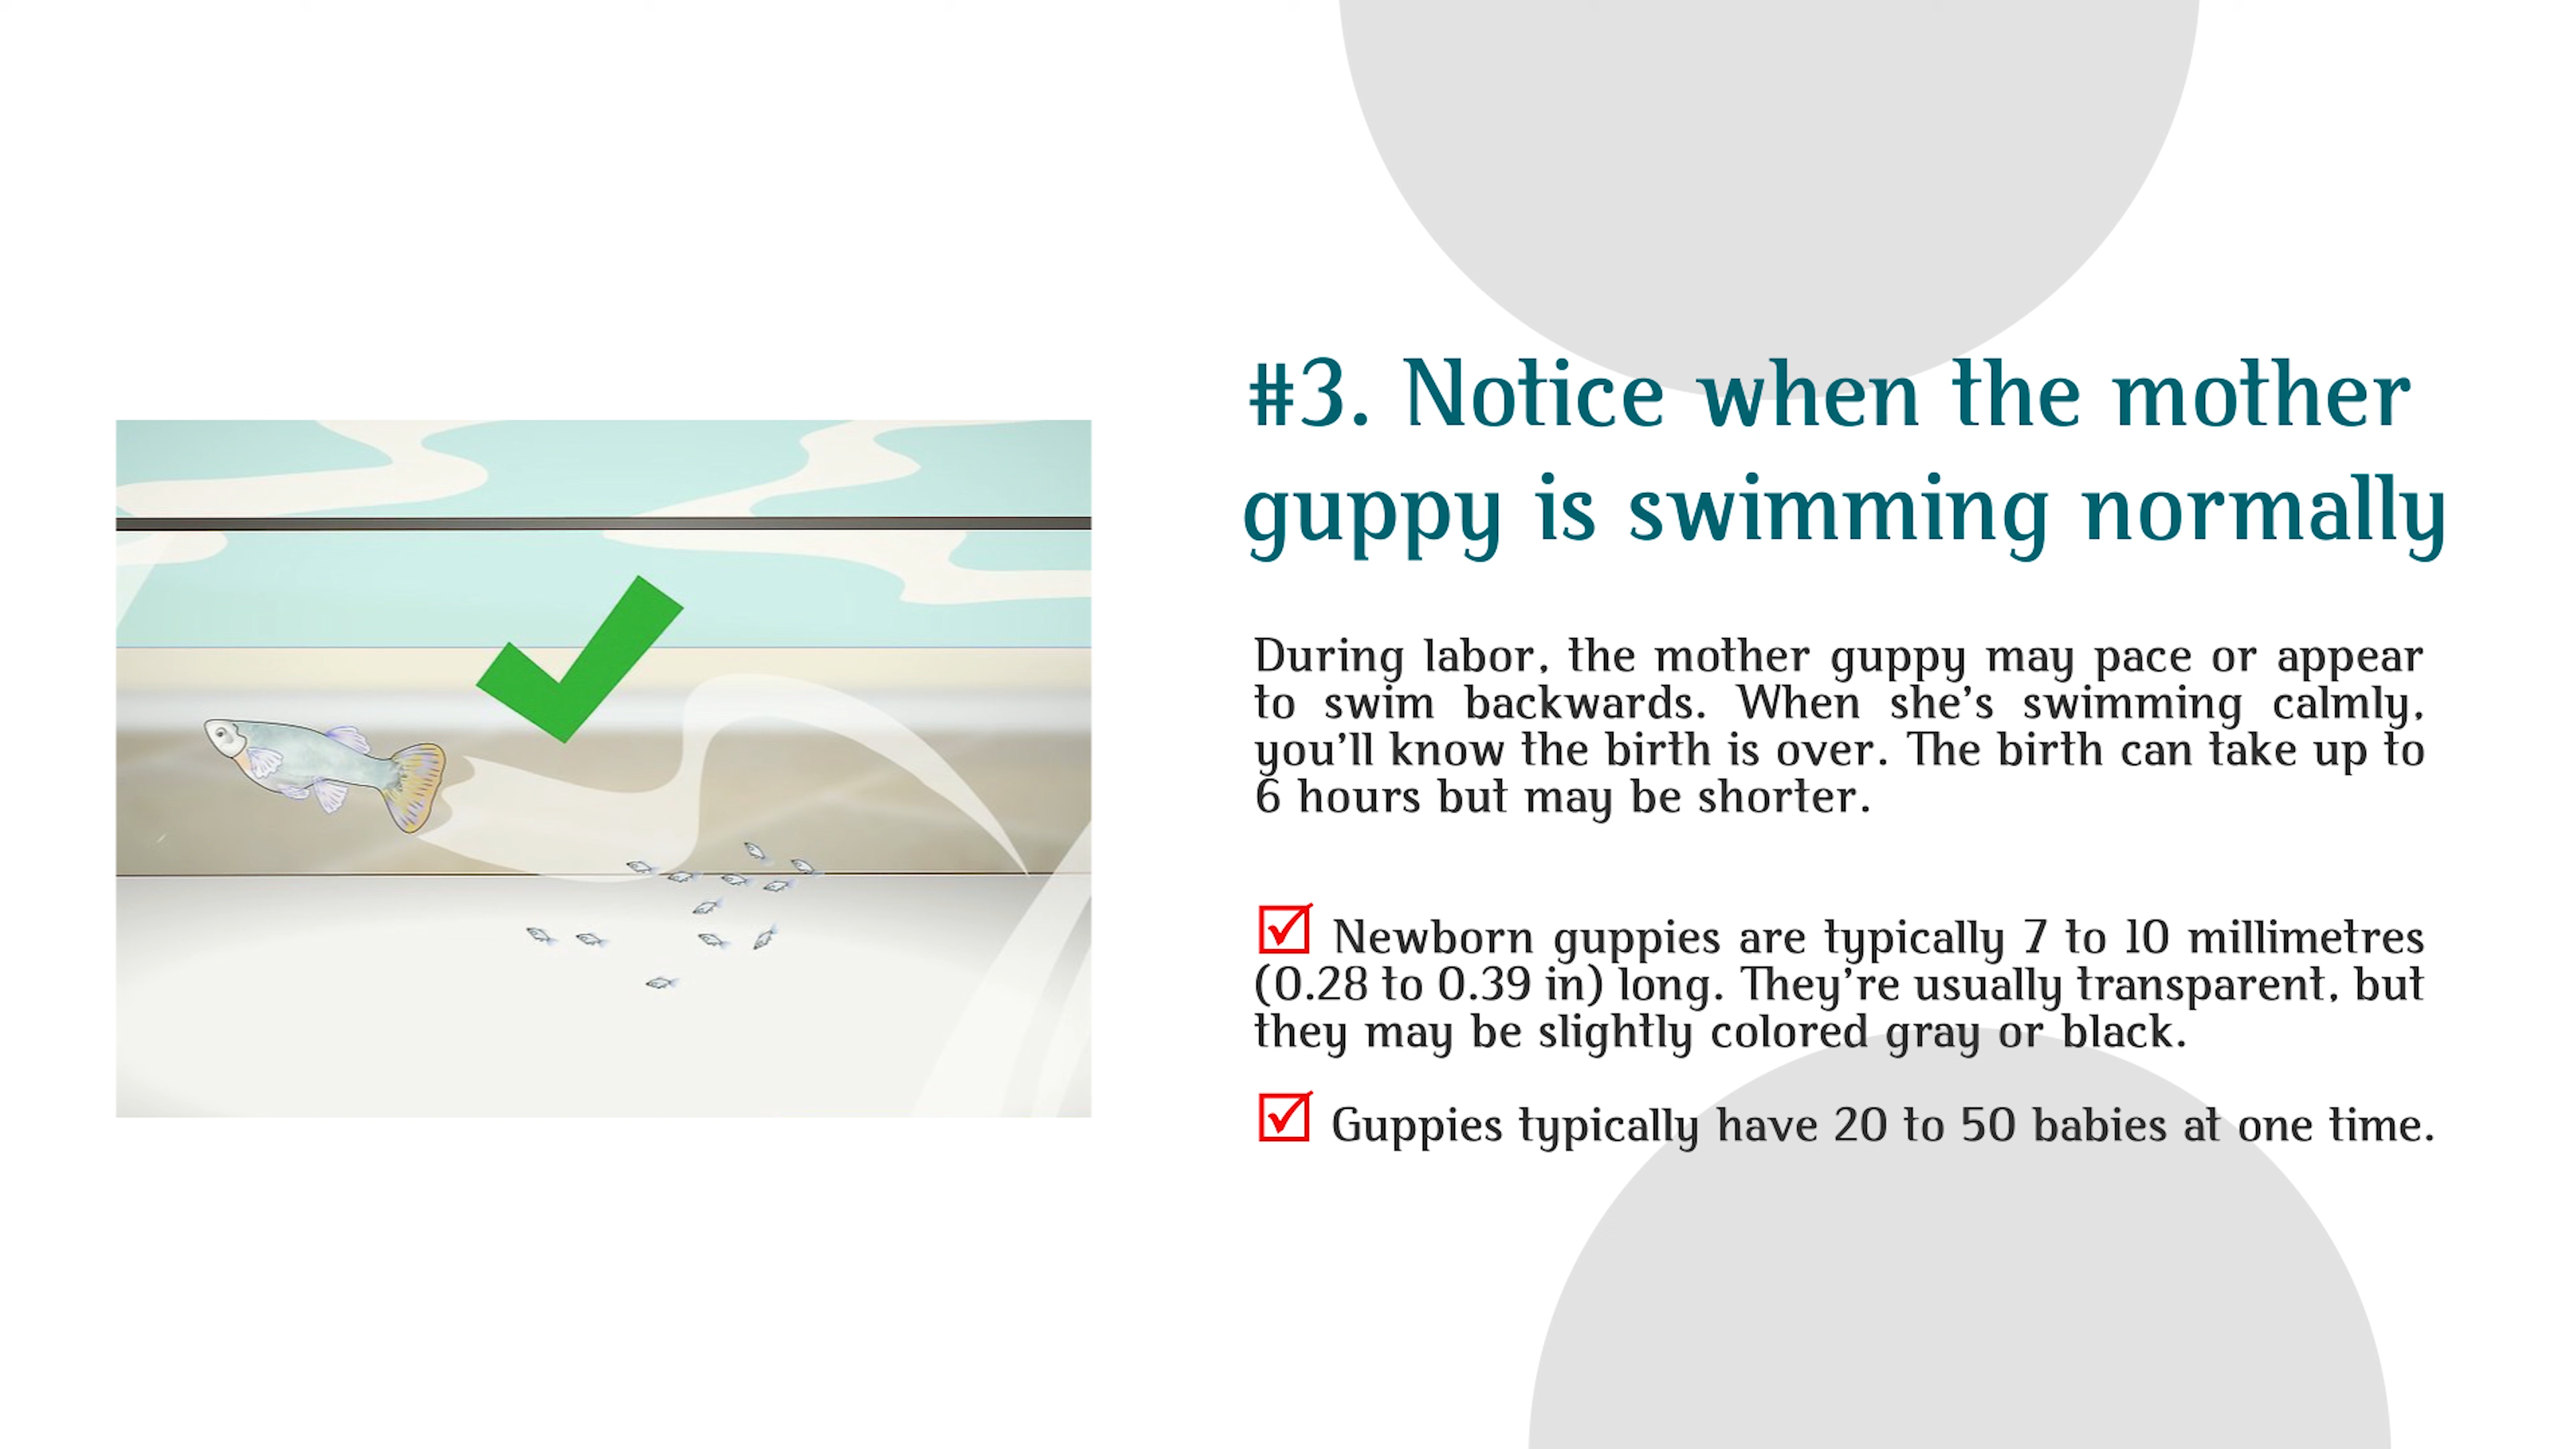 #3. Notice when the mother
guppy is swimming normally
During labor, the mother guppy may pace or appear
to swim backwards. When she's swimming calmly,
you'll know the birth is over. The birth can take up to
6 hours but may be shorter.
☑ Newborn guppies are typically 7 to 10 millimetres
(0.28 to 0.39 in) long. They're usually transparent, but
they may be slightly colored gray or black.
☑ Guppies typically have 20 to 50 babies at one time.